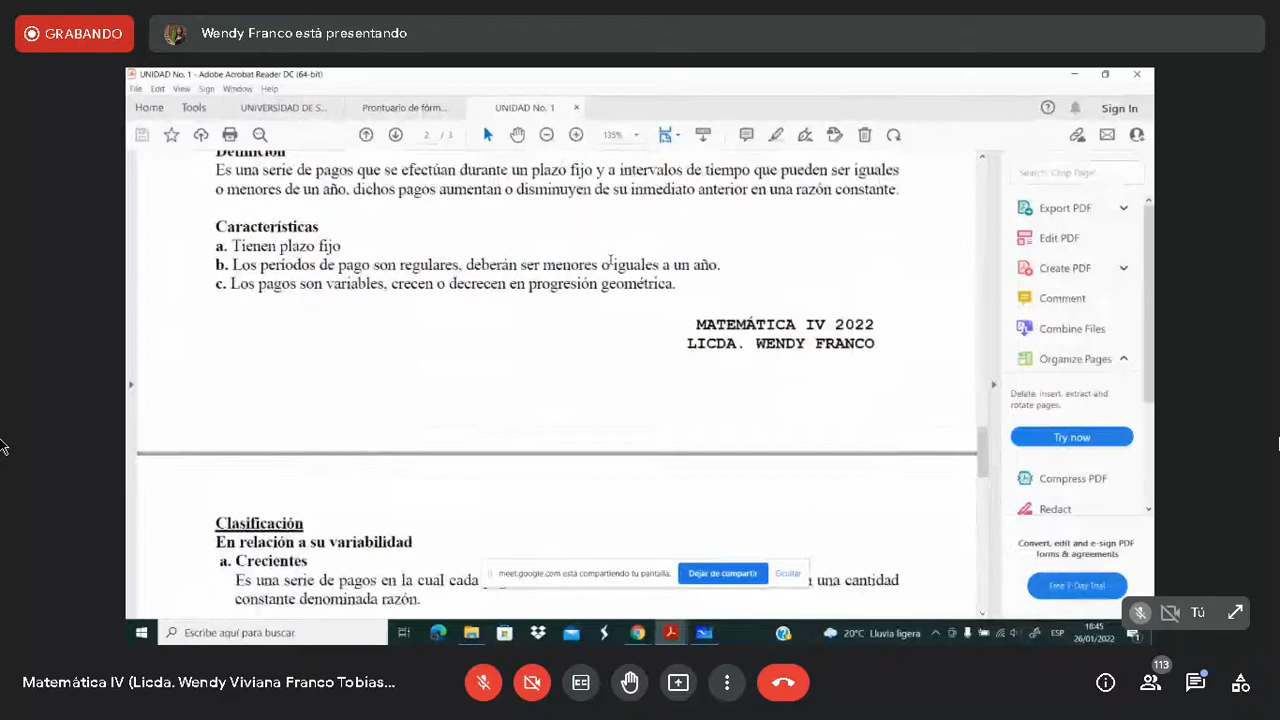 GRABANDO
Wendy Franco está presentando
UNIDAD No. 1 - Adobe Acrobat Reader DC (64-bit)
File Edit View Sign Window Help
Home Tools UNIVERSIDAD DE S... Prontuario de fórm... UNIDAD No. 1 × Sign In
2 / 3 135%
Definición
Es una serie de pagos que se efectúan durante un plazo fijo y a intervalos de tiempo que pueden ser iguales
o menores de un año, dichos pagos aumentan o disminuyen de su inmediato anterior en una razón constante.
Características
a. Tienen plazo fijo
b. Los periodos de pago son regulares, deberán ser menores o iguales a un año.
c. Los pagos son variables, crecen o decrecen en progresión geométrica.
MATEMÁTICA IV 2022
LICDA. WENDY FRANCO
Clasificación
En relación a su variabilidad
a. Crecientes
Es una serie de pagos en la cual cada
n una cantidad
constante denominada razón.
Search 'Crop Page'
Export PDF
Edit PDF
Create PDF
Comment
Combine Files
Organize Pages
Delete, insert, extract and
rotate pages.
Try now
Compress PDF
Redact
Convert, edit and e-sign PDF
forms & agreements
Free 7-Day Trial
meet.google.com está compartiendo tu pantalla.
Dejar de compartir
Ocultar
Tú
Escribe aquí para buscar
20°C Lluvia ligera
ESP
18:45
26/01/2022
Matemática IV (Licda. Wendy Viviana Franco Tobias...
113